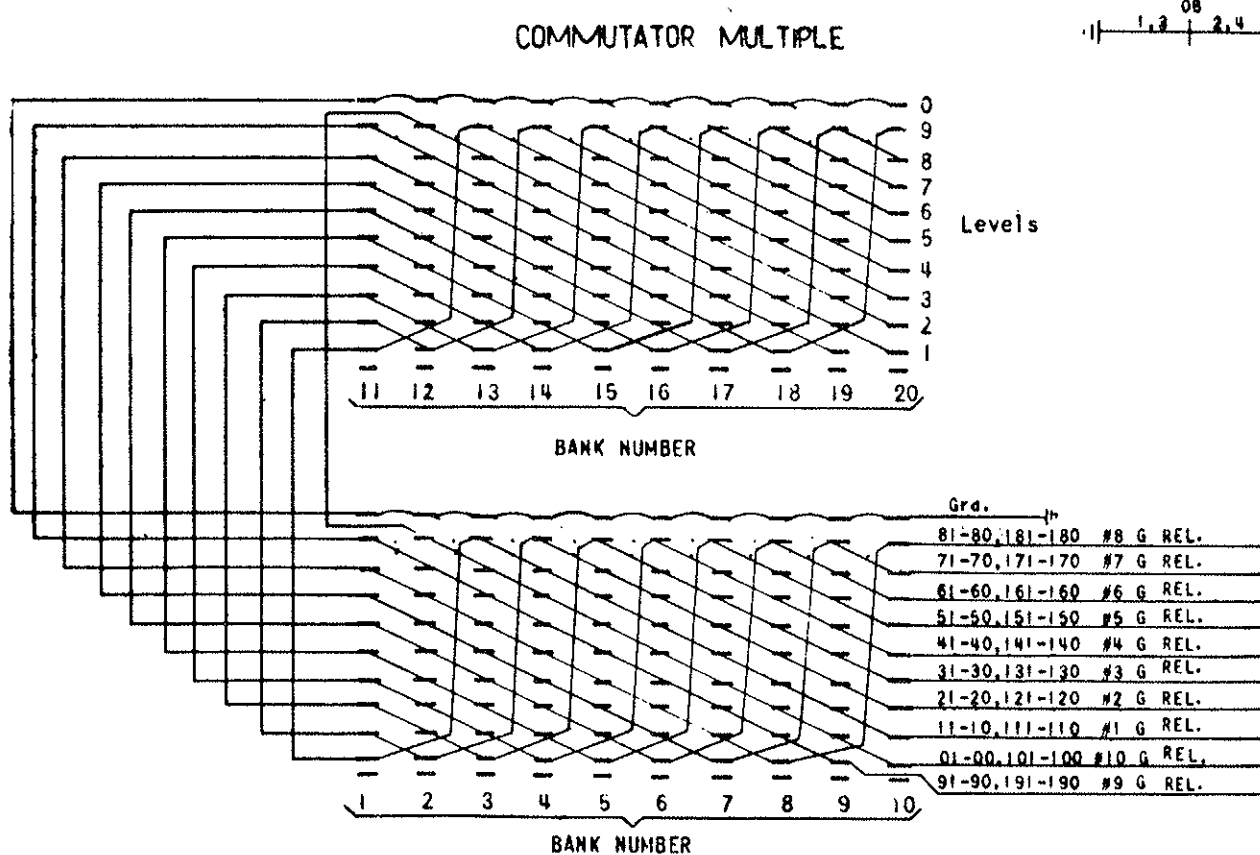 COMMUTATOR MULTIPLE
08
1,3 2,4
0
9
8
7
6
5
4
3
2
1
Levels
11 12 13 14 15 16 17 18 19 20
BANK NUMBER
Grd.
81-80,181-180 #8 G REL.
71-70,171-170 #7 G REL.
61-60,161-160 #6 G REL.
51-50,151-150 #5 G REL.
41-40,141-140 #4 G REL.
31-30,131-130 #3 G REL.
21-20,121-120 #2 G REL.
11-10,111-110 #1 G REL.
01-00,101-100 #10 G REL.
91-90,191-190 #9 G REL.
1 2 3 4 5 6 7 8 9 10
BANK NUMBER